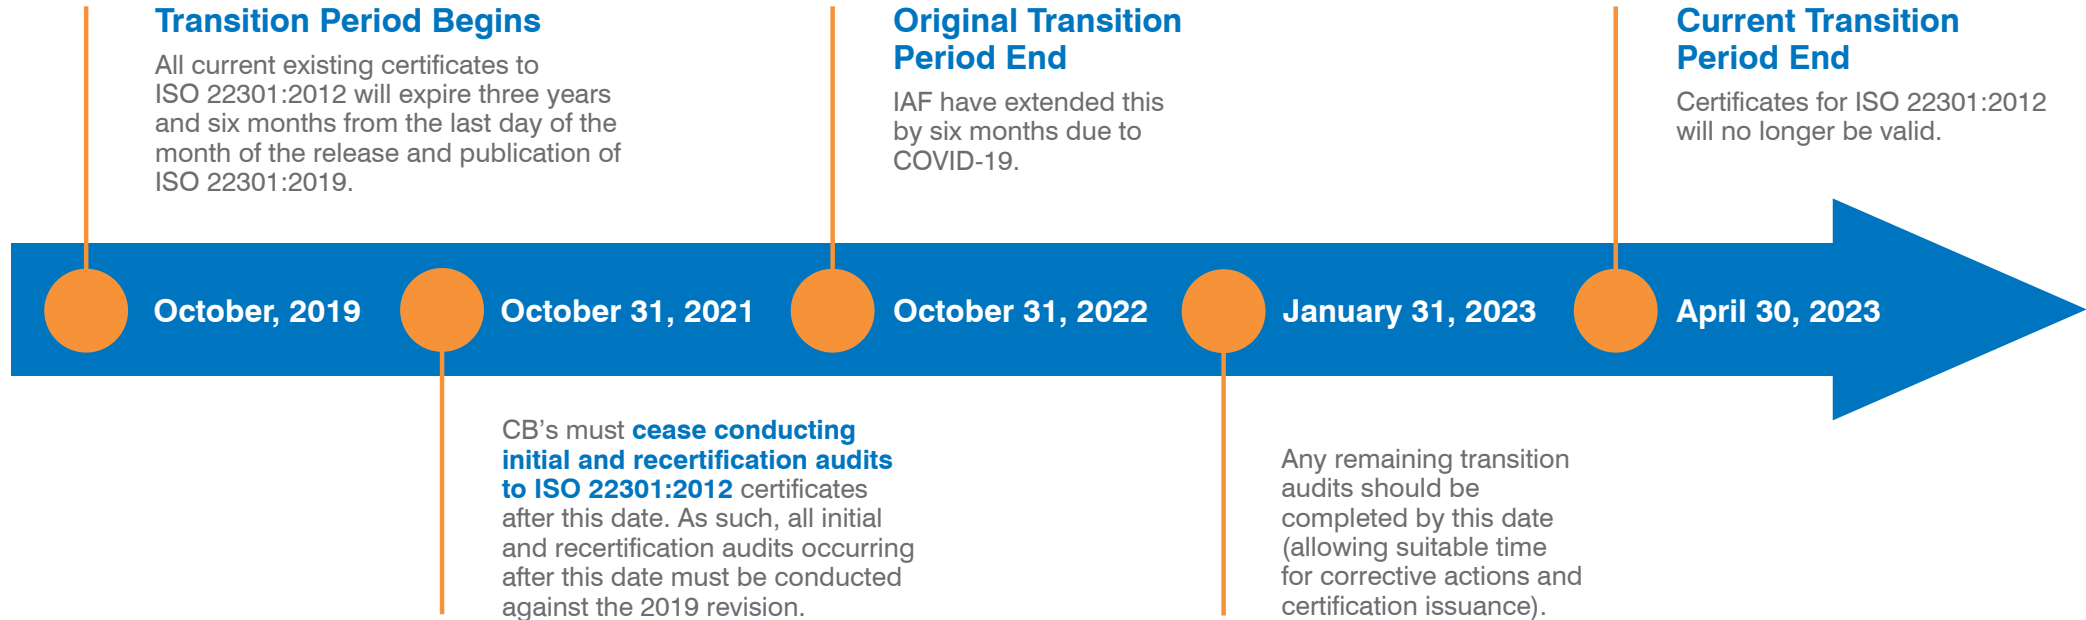 Transition Period Begins
All current existing certificates to
ISO 22301:2012 will expire three years
and six months from the last day of the
month of the release and publication of
ISO 22301:2019.
Original Transition
Period End
IAF have extended this
by six months due to
COVID-19.
Current Transition
Period End
Certificates for ISO 22301:2012
will no longer be valid.
October, 2019
October 31, 2021
October 31, 2022
January 31, 2023
April 30, 2023
CB’s must cease conducting
initial and recertification audits
to ISO 22301:2012 certificates
after this date. As such, all initial
and recertification audits occurring
after this date must be conducted
against the 2019 revision.
Any remaining transition
audits should be
completed by this date
(allowing suitable time
for corrective actions and
certification issuance).